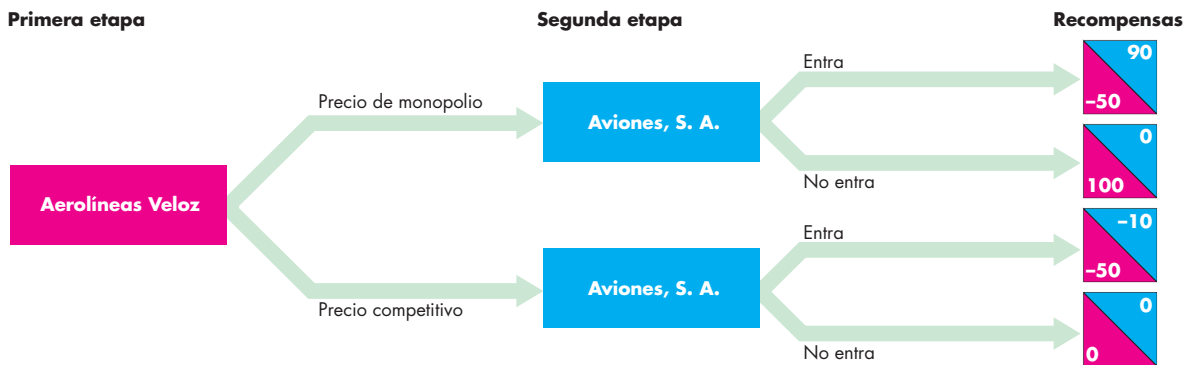 Primera etapa
Segunda etapa
Recompensas
Aerolíneas Veloz
Precio de monopolio
Precio competitivo
Aviones, S. A.
Entra
No entra
Aviones, S. A.
Entra
No entra
90
–50
0
100
–10
–50
0
0